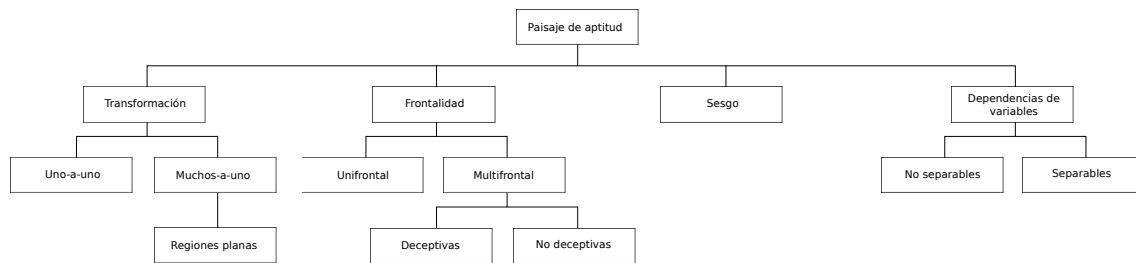 Paisaje de aptitud
Transformación
Frontalidad
Sesgo
Dependencias de
variables
Uno-a-uno
Muchos-a-uno
Unifrontal
Multifrontal
No separables
Separables
Regiones planas
Deceptivas
No deceptivas